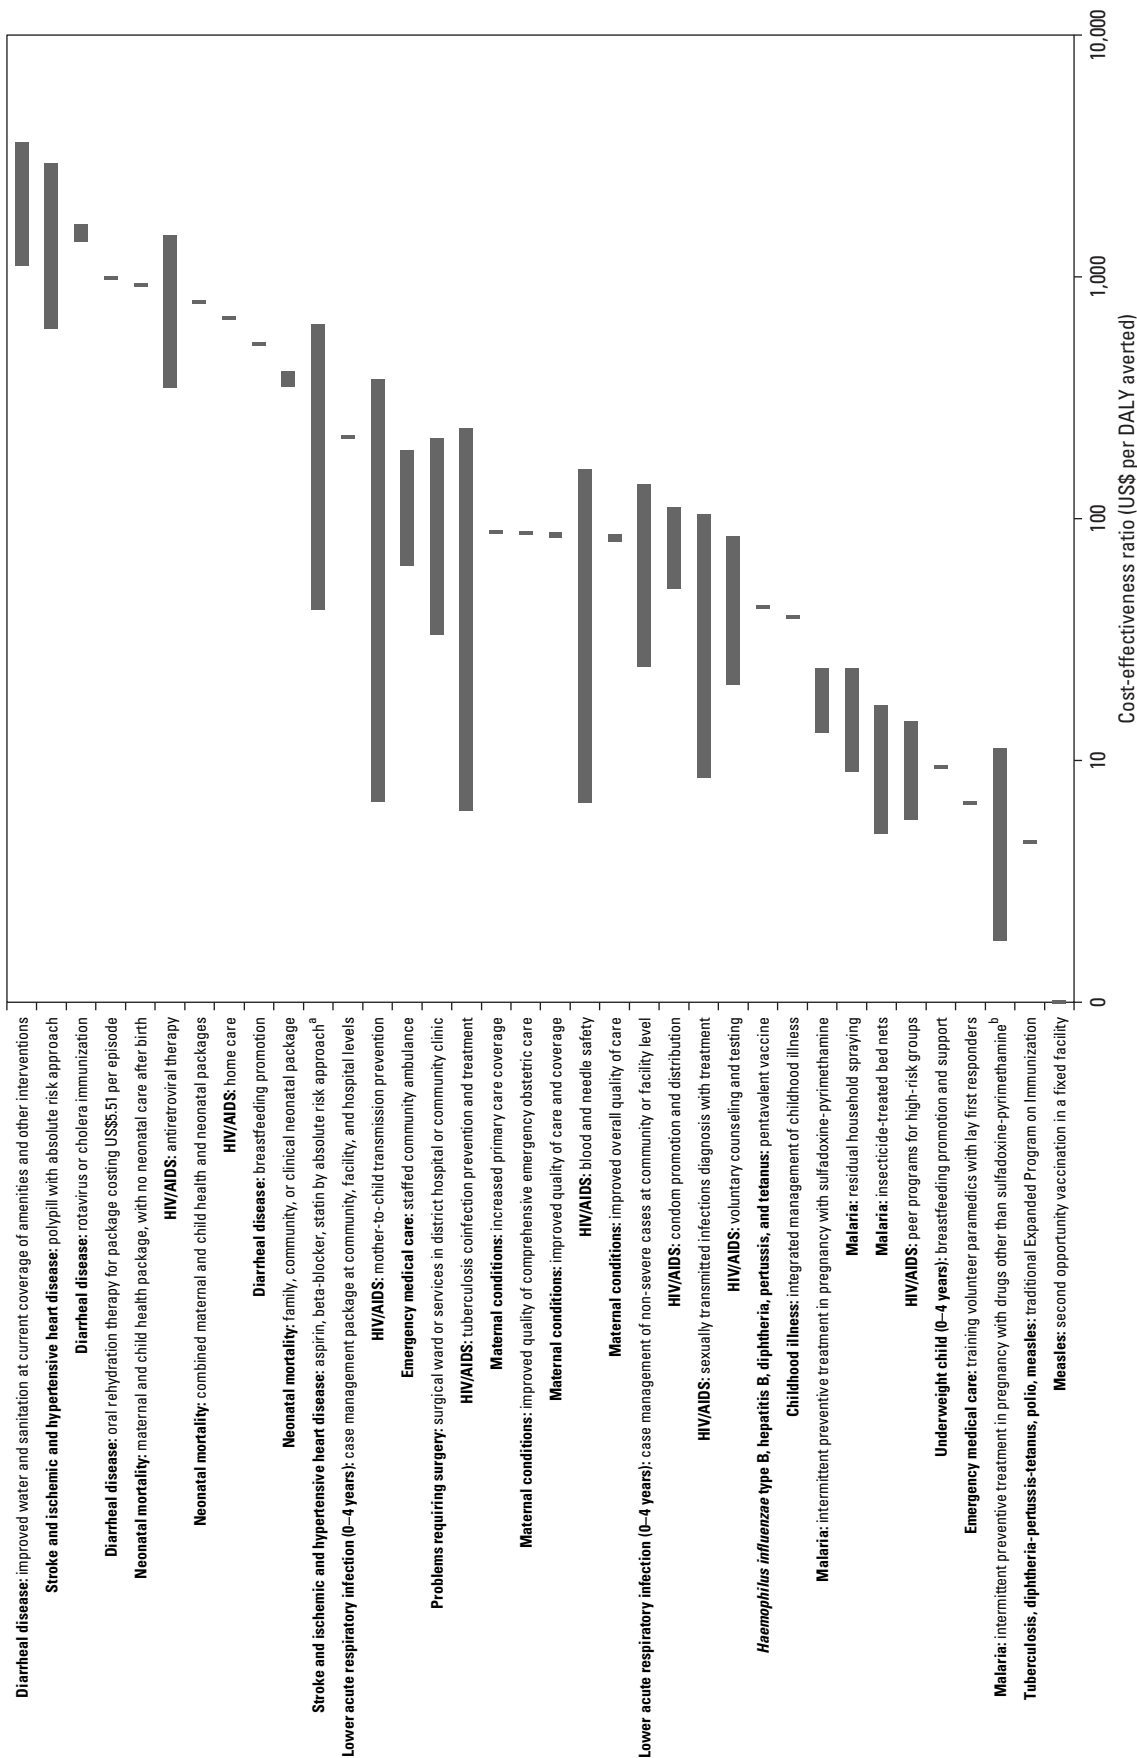 Diarrheal disease: improved water and sanitation at current coverage of amenities and other interventions
Stroke and ischemic and hypertensive heart disease: polypill with absolute risk approach
Diarrheal disease: rotavirus or cholera immunization
Diarrheal disease: oral rehydration therapy for package costing US$5.51 per episode
Neonatal mortality: maternal and child health package, with no neonatal care after birth
HIV/AIDS: antiretroviral therapy
Neonatal mortality: combined maternal and child health and neonatal packages
HIV/AIDS: home care
Diarrheal disease: breastfeeding promotion
Neonatal mortality: family, community, or clinical neonatal package
Stroke and ischemic and hypertensive heart disease: aspirin, beta-blocker, statin by absolute risk approachᵃ
Lower acute respiratory infection (0–4 years): case management package at community, facility, and hospital levels
HIV/AIDS: mother-to-child transmission prevention
Emergency medical care: staffed community ambulance
Problems requiring surgery: surgical ward or services in district hospital or community clinic
HIV/AIDS: tuberculosis coinfection prevention and treatment
Maternal conditions: increased primary care coverage
Maternal conditions: improved quality of comprehensive emergency obstetric care
Maternal conditions: improved quality of care and coverage
HIV/AIDS: blood and needle safety
Maternal conditions: improved overall quality of care
Lower acute respiratory infection (0–4 years): case management of non-severe cases at community or facility level
HIV/AIDS: condom promotion and distribution
HIV/AIDS: sexually transmitted infections diagnosis with treatment
HIV/AIDS: voluntary counseling and testing
Haemophilus influenzae type B, hepatitis B, diphtheria, pertussis, and tetanus: pentavalent vaccine
Childhood illness: integrated management of childhood illness
Malaria: intermittent preventive treatment in pregnancy with sulfadoxine-pyrimethamine
Malaria: residual household spraying
Malaria: insecticide-treated bed nets
HIV/AIDS: peer programs for high-risk groups
Underweight child (0–4 years): breastfeeding promotion and support
Emergency medical care: training volunteer paramedics with lay first responders
Malaria: intermittent preventive treatment in pregnancy with drugs other than sulfadoxine-pyrimethamineᵇ
Tuberculosis, diphtheria-pertussis-tetanus, polio, measles: traditional Expanded Program on Immunization
Measles: second opportunity vaccination in a fixed facility
0 10 100 1,000 10,000
Cost-effectiveness ratio (US$ per DALY averted)